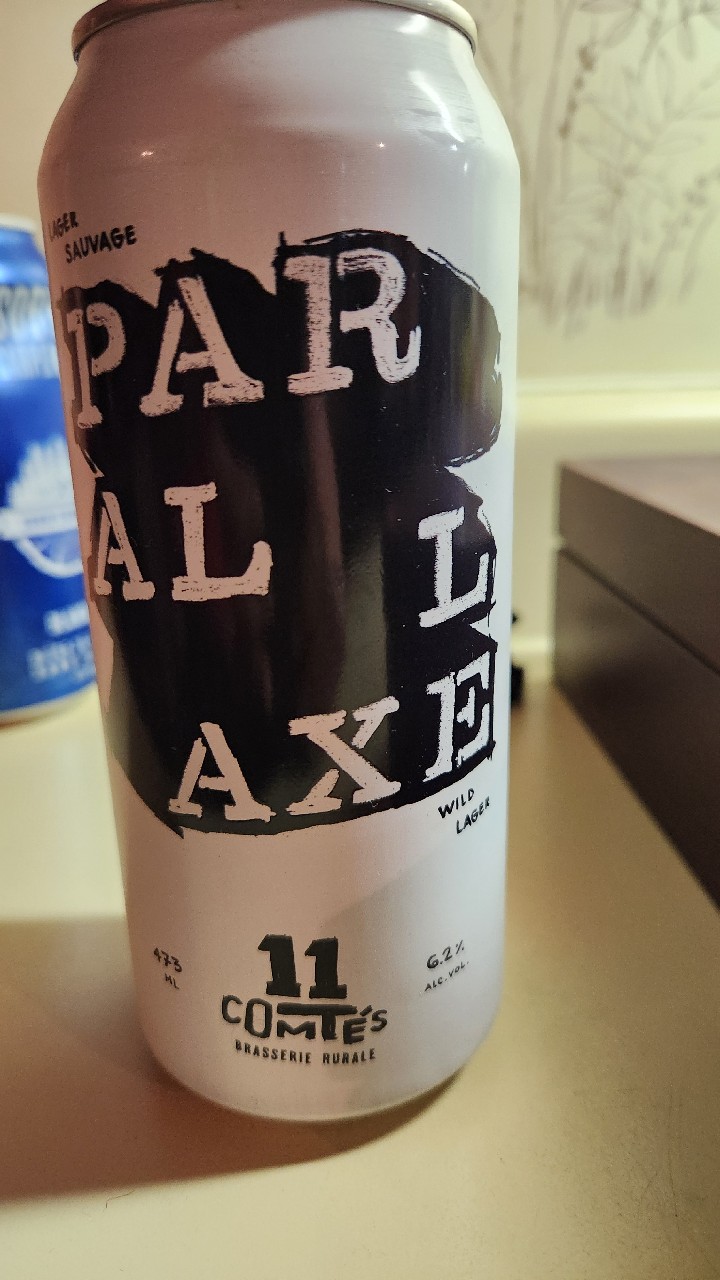 LAGER
SAUVAGE
PAR
AL L
AXE
WILD
LAGER
473
ML
11
COMTÉS
BRASSERIE RURALE
6.2%
ALC.VOL.